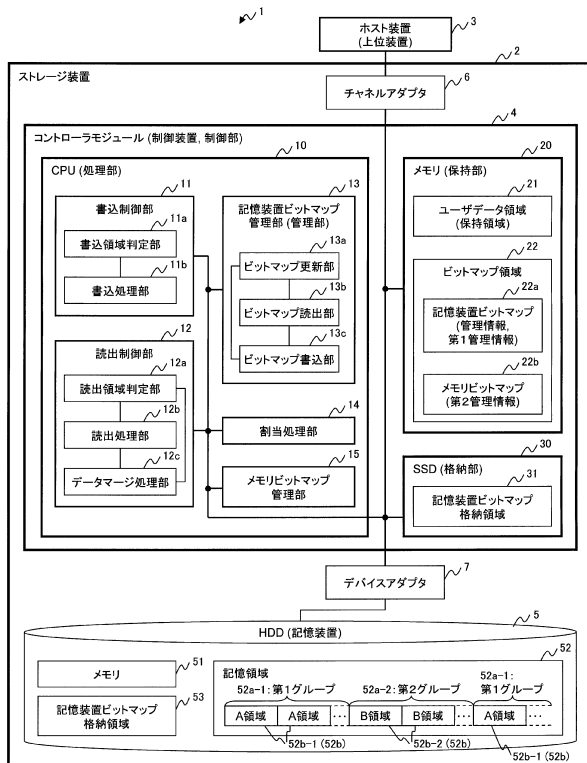 1
ホスト装置
(上位装置)
3
2
ストレージ装置
チャネルアダプタ
6
4
コントローラモジュール (制御装置, 制御部)
10
CPU (処理部)
11
書込制御部
11a
書込領域判定部
11b
書込処理部
12
読出制御部
12a
読出領域判定部
12b
読出処理部
12c
データマージ処理部
13
記憶装置ビットマップ
管理部 (管理部)
13a
ビットマップ更新部
13b
ビットマップ読出部
13c
ビットマップ書込部
14
割当処理部
15
メモリビットマップ
管理部
20
メモリ (保持部)
21
ユーザデータ領域
(保持領域)
22
ビットマップ領域
22a
記憶装置ビットマップ
(管理情報,
第1管理情報)
22b
メモリビットマップ
(第2管理情報)
30
SSD (格納部)
31
記憶装置ビットマップ
格納領域
デバイスアダプタ
7
5
HDD (記憶装置)
メモリ
51
記憶装置ビットマップ
格納領域
53
52
記憶領域
52a-1:第1グループ
52a-2:第2グループ
52a-1:
第1グループ
A領域 A領域 … B領域 B領域 … A領域 …
52b-1 (52b)
52b-2 (52b)
52b-1 (52b)